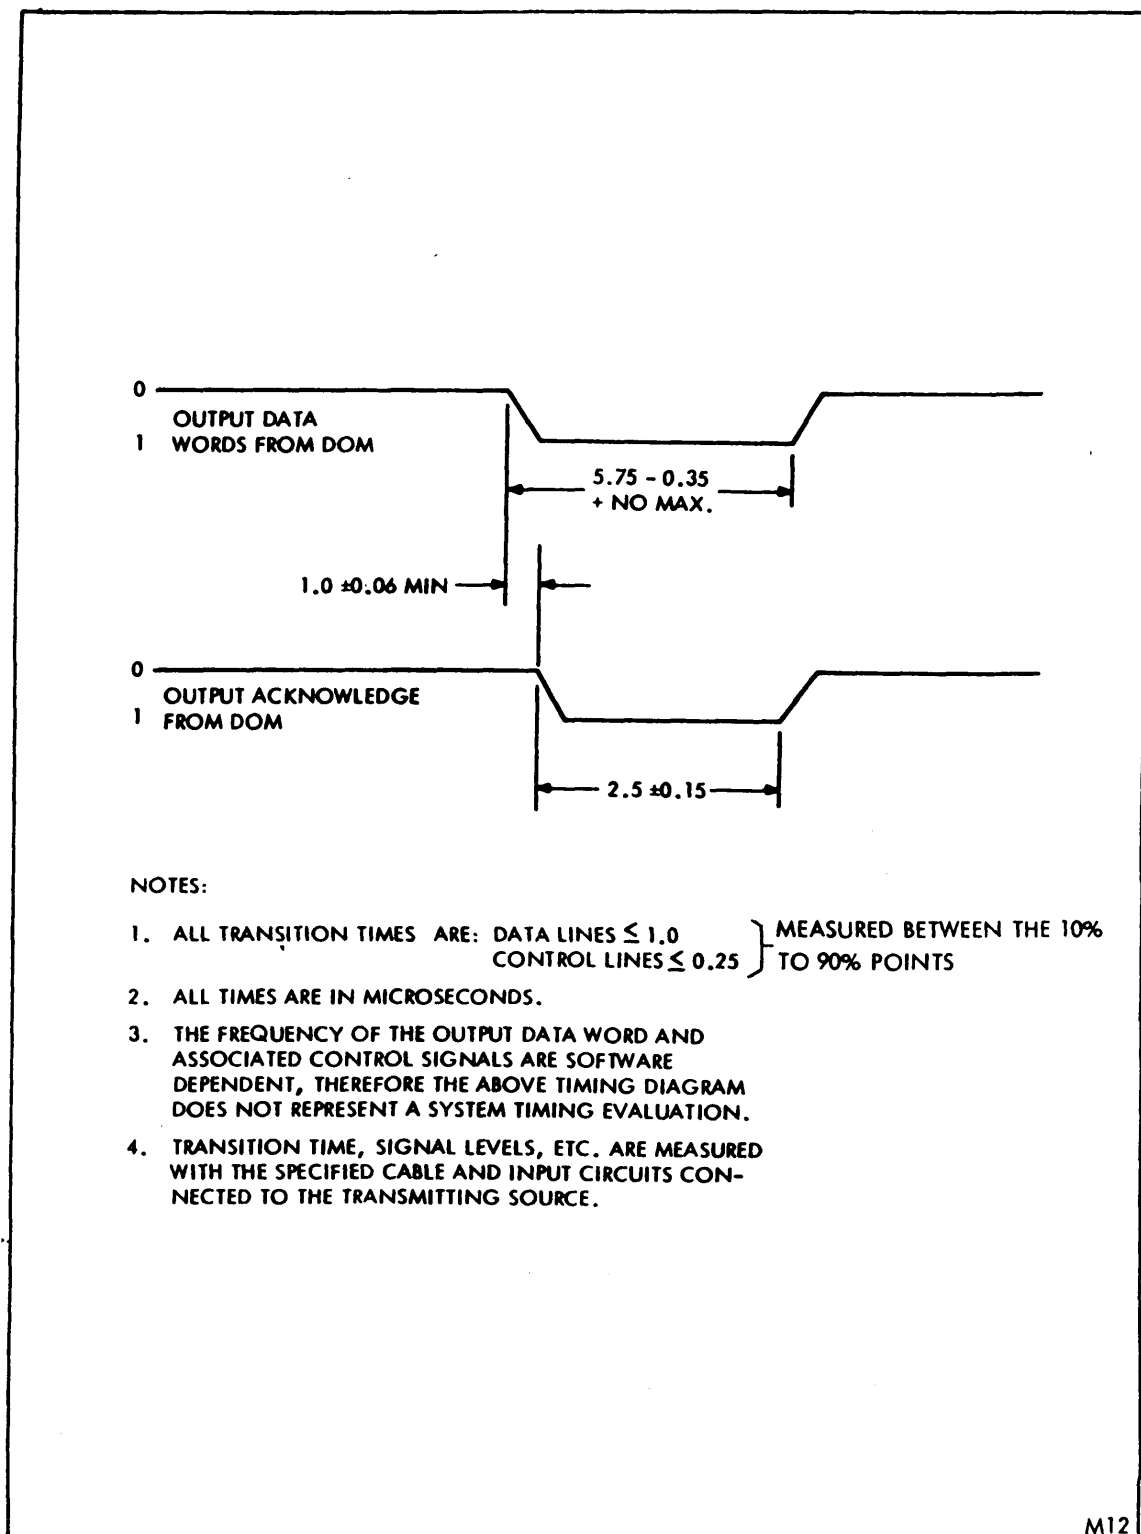 0
OUTPUT DATA
1 WORDS FROM DOM
5.75 - 0.35
+ NO MAX.
1.0 ±0.06 MIN
0
OUTPUT ACKNOWLEDGE
1 FROM DOM
2.5 ±0.15
NOTES:
1. ALL TRANSITION TIMES ARE: DATA LINES ≤ 1.0 MEASURED BETWEEN THE 10%
CONTROL LINES ≤ 0.25 TO 90% POINTS
2. ALL TIMES ARE IN MICROSECONDS.
3. THE FREQUENCY OF THE OUTPUT DATA WORD AND
ASSOCIATED CONTROL SIGNALS ARE SOFTWARE
DEPENDENT, THEREFORE THE ABOVE TIMING DIAGRAM
DOES NOT REPRESENT A SYSTEM TIMING EVALUATION.
4. TRANSITION TIME, SIGNAL LEVELS, ETC. ARE MEASURED
WITH THE SPECIFIED CABLE AND INPUT CIRCUITS CON-
NECTED TO THE TRANSMITTING SOURCE.
M12